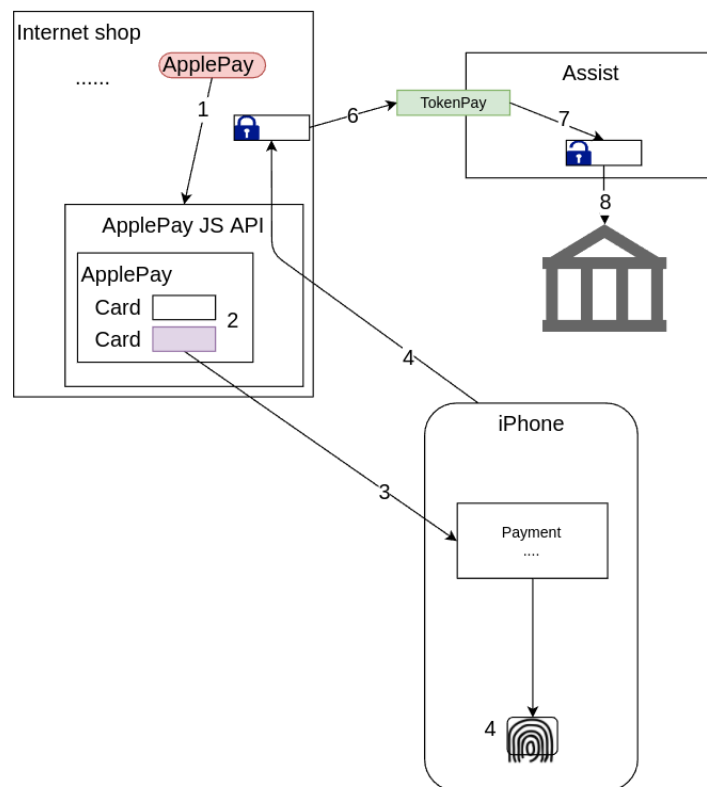 Internet shop
......
ApplePay
1
6
TokenPay
Assist
7
8
ApplePay JS API
ApplePay
Card
2
Card
4
3
iPhone
Payment
....
4